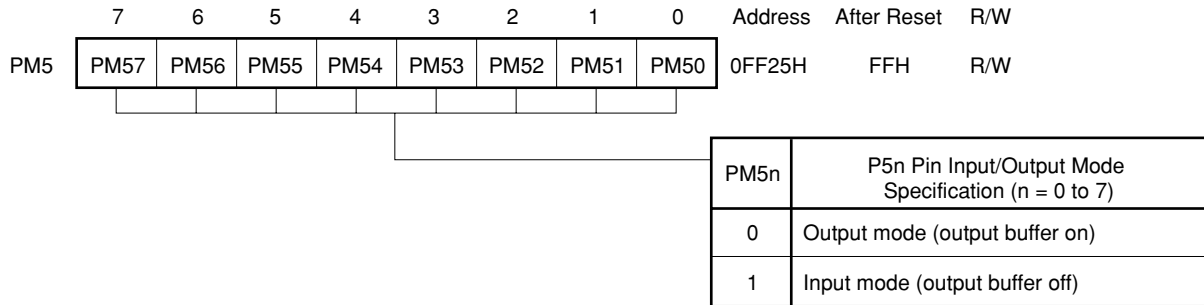 7 6 5 4 3 2 1 0 Address After Reset R/W
PM5 PM57 PM56 PM55 PM54 PM53 PM52 PM51 PM50 0FF25H FFH R/W
PM5n P5n Pin Input/Output Mode
Specification (n = 0 to 7)
0 Output mode (output buffer on)
1 Input mode (output buffer off)